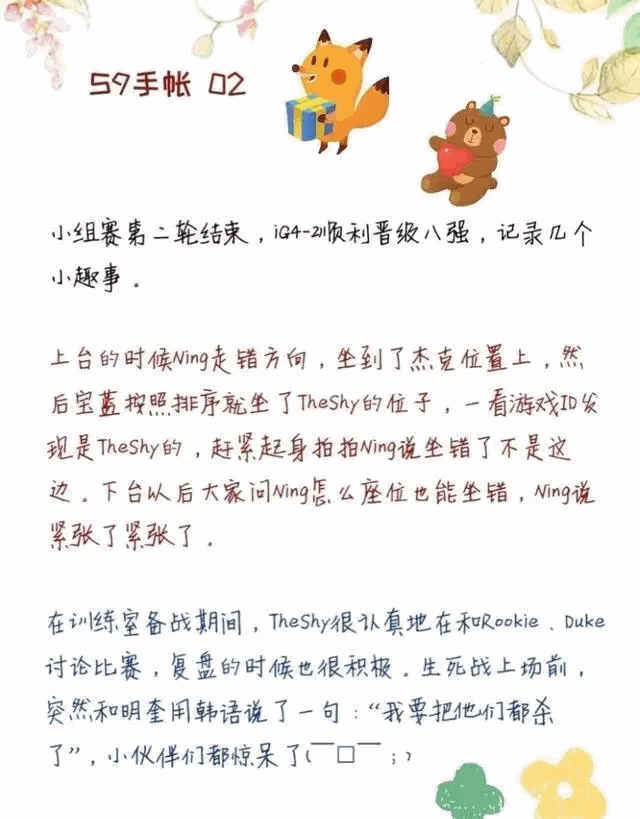 S9手帐 02
小组赛第二轮结束，iG4-2顺利晋级八强，记录几个
小趣事。
上台的时候Ning走错方向，坐到了杰克位置上，然
后宝蓝按照排序就坐了TheShy的位子，一看游戏ID发
现是TheShy的，赶紧起身拍拍Ning说坐错了不是这
边。下台以后大家问Ning怎么座位也能坐错，Ning说
紧张了紧张了。
在训练室备战期间，TheShy很认真地在和Rookie、Duke
讨论比赛，复盘的时候也很积极。生死战上场前，
突然和明奎用韩语说了一句：“我要把他们都杀
了”，小伙伴们都惊呆了(￣□￣；)